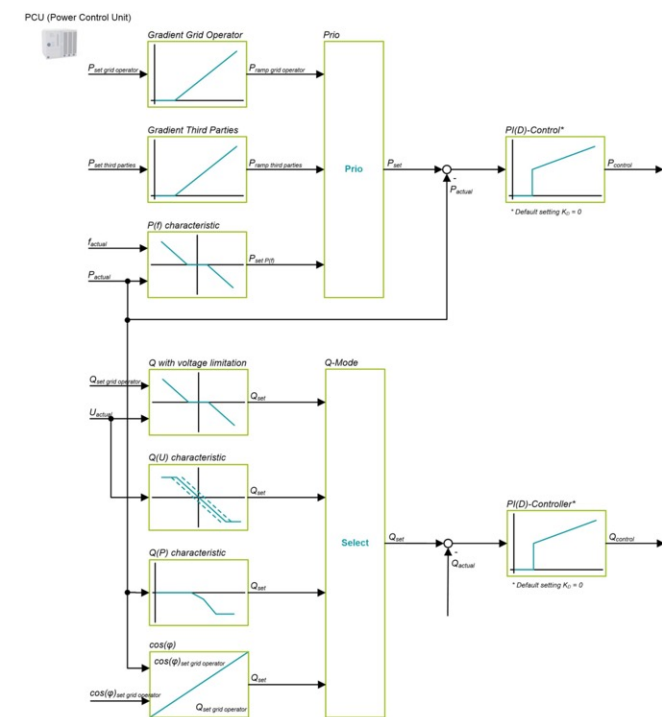 PCU (Power Control Unit)
Gradient Grid Operator
Prio
P set grid operator
P ramp grid operator
Gradient Third Parties
PI(D)-Control*
P set third parties
P ramp third parties
Prio
P set
P control
P actual
* Default setting K_D = 0
P(f) characteristic
f actual
P set P(f)
P actual
Q with voltage limitation
Q-Mode
Q set grid operator
Q set
U actual
Q(U) characteristic
Q set
PI(D)-Controller*
Select
Q set
Q control
Q(P) characteristic
Q actual
* Default setting K_D = 0
Q set
cos(φ)
cos(φ) set grid operator
Q set
cos(φ) set grid operator
Q set grid operator